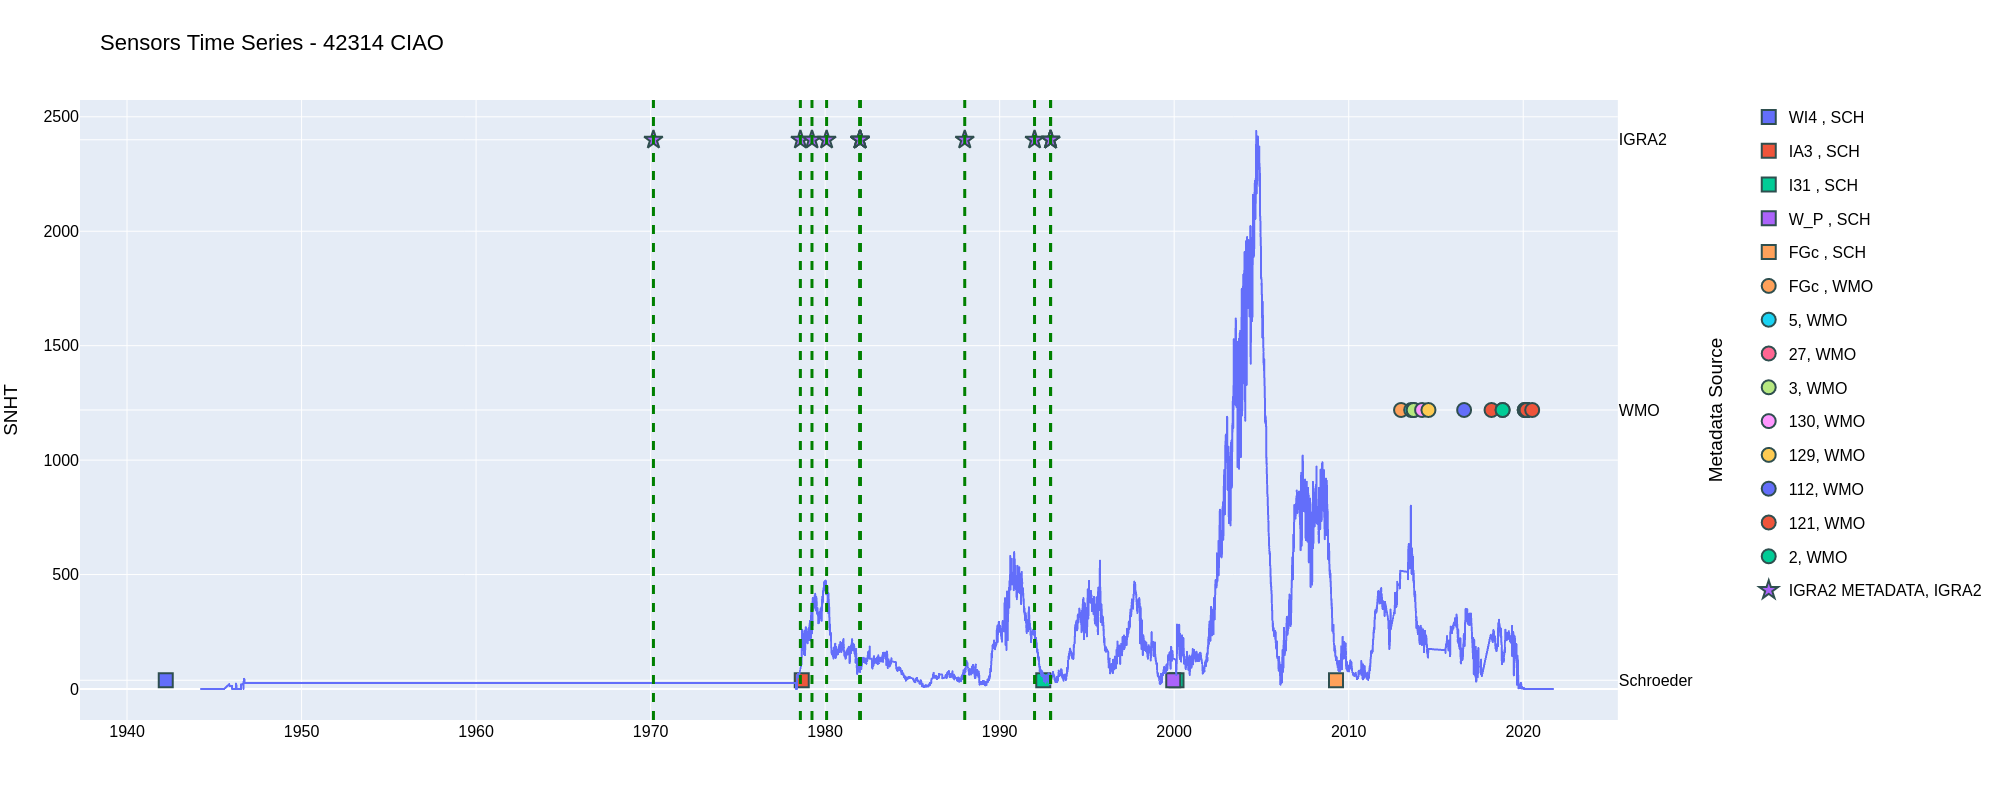 Sensors Time Series - 42314 CIAO
2500
2000
1500
1000
500
0
SNHT
1940
1950
1960
1970
1980
1990
2000
2010
2020
IGRA2
WMO
Schroeder
Metadata Source
WI4 , SCH
IA3 , SCH
I31 , SCH
W_P , SCH
FGc , SCH
FGc , WMO
5, WMO
27, WMO
3, WMO
130, WMO
129, WMO
112, WMO
121, WMO
2, WMO
IGRA2 METADATA, IGRA2